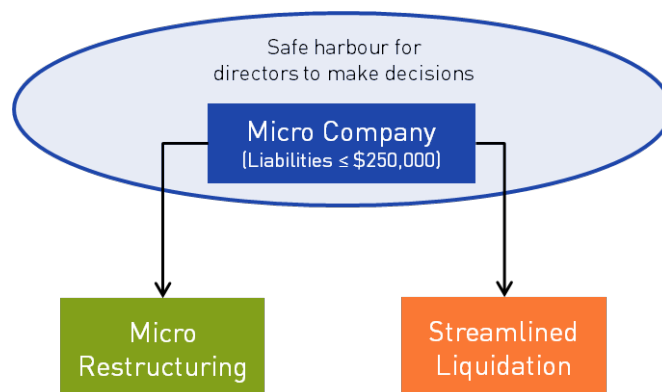 Safe harbour for
directors to make decisions
Micro Company
(Liabilities ≤ $250,000)
Micro
Restructuring
Streamlined
Liquidation